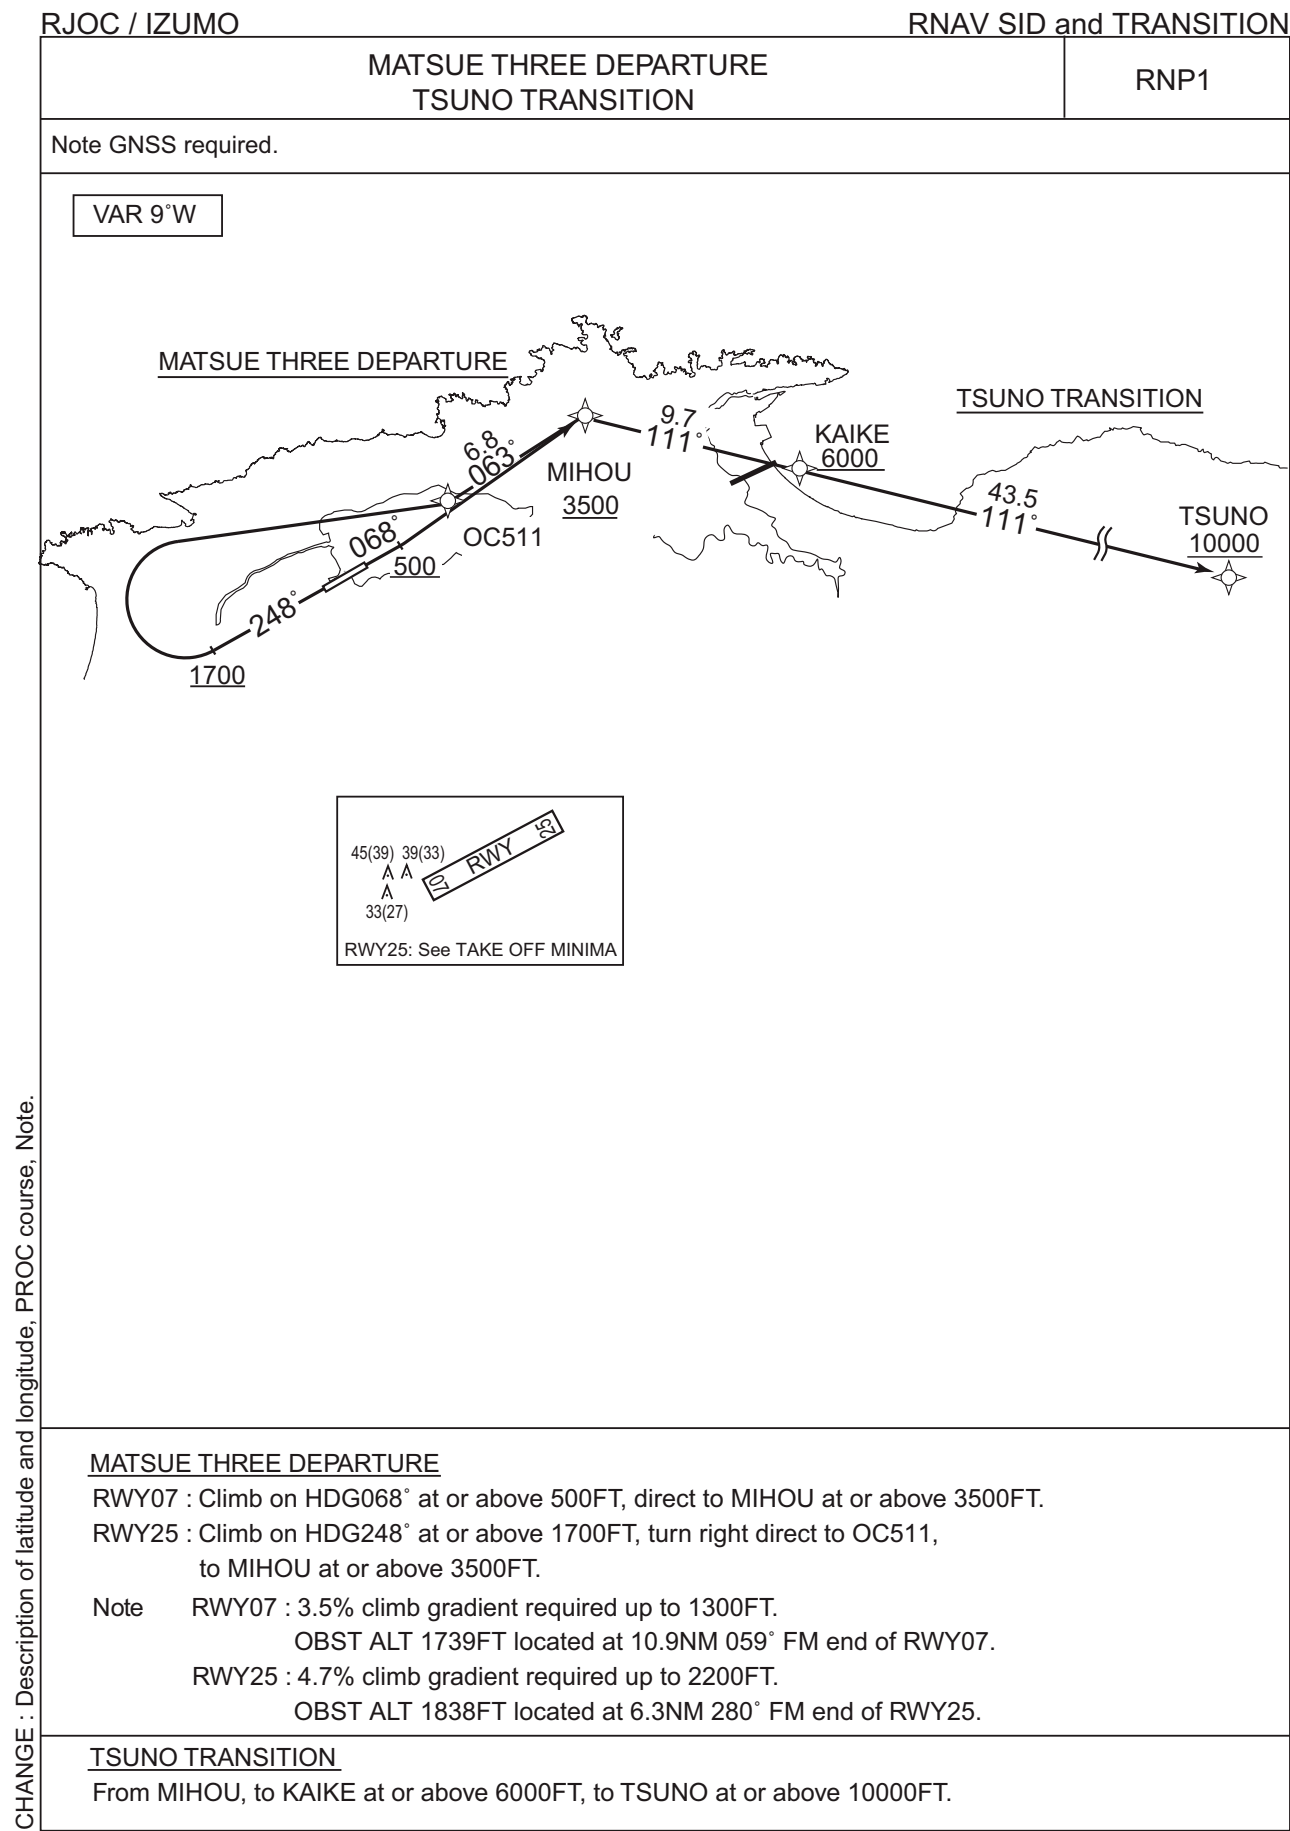 RJOC / IZUMO
RNAV SID and TRANSITION
MATSUE THREE DEPARTURE
TSUNO TRANSITION
RNP1
Note GNSS required.
VAR 9˚W
MATSUE THREE DEPARTURE
TSUNO TRANSITION
6.8
063˚
9.7
111˚
KAIKE
6000
MIHOU
3500
43.5
111˚
TSUNO
10000
OC511
068˚
500
248˚
1700
45(39)
39(33)
33(27)
07
RWY
25
RWY25: See TAKE OFF MINIMA
MATSUE THREE DEPARTURE
RWY07 : Climb on HDG068˚ at or above 500FT, direct to MIHOU at or above 3500FT.
RWY25 : Climb on HDG248˚ at or above 1700FT, turn right direct to OC511,
to MIHOU at or above 3500FT.
Note RWY07 : 3.5% climb gradient required up to 1300FT.
OBST ALT 1739FT located at 10.9NM 059˚ FM end of RWY07.
RWY25 : 4.7% climb gradient required up to 2200FT.
OBST ALT 1838FT located at 6.3NM 280˚ FM end of RWY25.
TSUNO TRANSITION
From MIHOU, to KAIKE at or above 6000FT, to TSUNO at or above 10000FT.
CHANGE : Description of latitude and longitude, PROC course, Note.